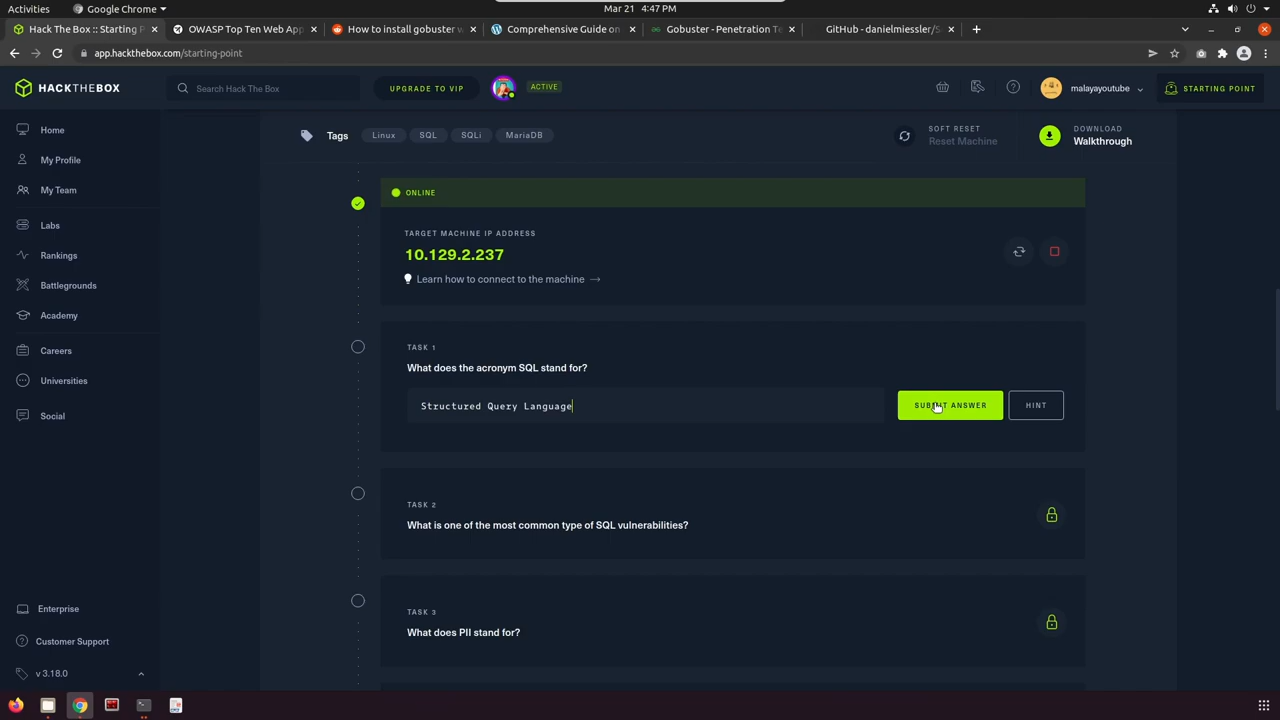 Activities
Google Chrome
Mar 21 4:47 PM
Hack The Box :: Starting P
OWASP Top Ten Web App
How to install gobuster w
Comprehensive Guide on
Gobuster - Penetration Te
GitHub - danielmiessler/S
app.hackthebox.com/starting-point
HACKTHEBOX
Search Hack The Box
UPGRADE TO VIP
ACTIVE
malayayoutube
STARTING POINT
Home
My Profile
My Team
Labs
Rankings
Battlegrounds
Academy
Careers
Universities
Social
Enterprise
Customer Support
v 3.18.0
Tags
Linux
SQL
SQLi
MariaDB
SOFT RESET
Reset Machine
DOWNLOAD
Walkthrough
ONLINE
TARGET MACHINE IP ADDRESS
10.129.2.237
Learn how to connect to the machine
TASK 1
What does the acronym SQL stand for?
Structured Query Language
SUBMIT ANSWER
HINT
TASK 2
What is one of the most common type of SQL vulnerabilities?
TASK 3
What does PII stand for?